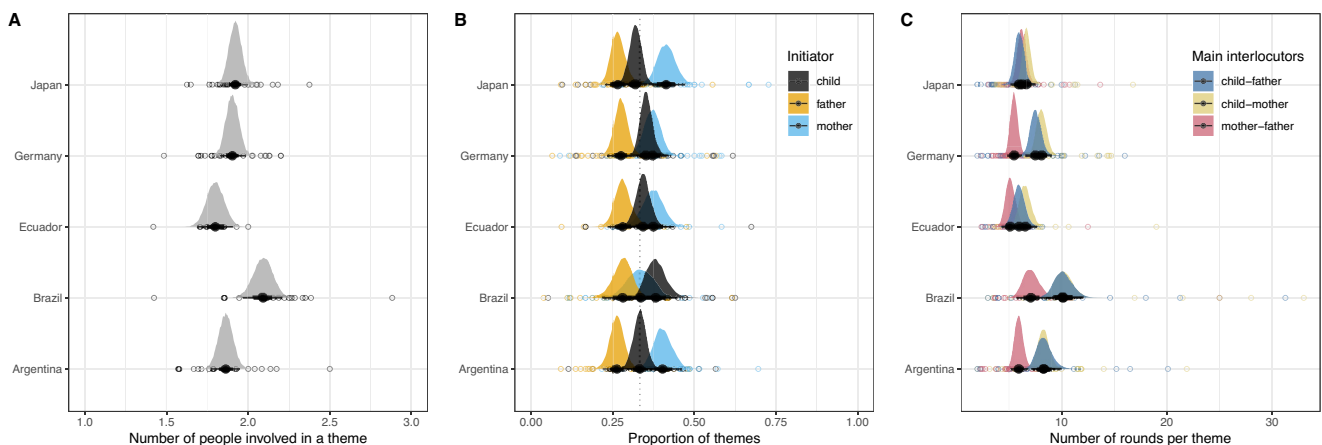 A
Japan
Germany
Ecuador
Brazil
Argentina
1.0 1.5 2.0 2.5 3.0
Number of people involved in a theme
B
Initiator
child
father
mother
Japan
Germany
Ecuador
Brazil
Argentina
0.00 0.25 0.50 0.75 1.00
Proportion of themes
C
Main interlocutors
child−father
child−mother
mother−father
Japan
Germany
Ecuador
Brazil
Argentina
10 20 30
Number of rounds per theme